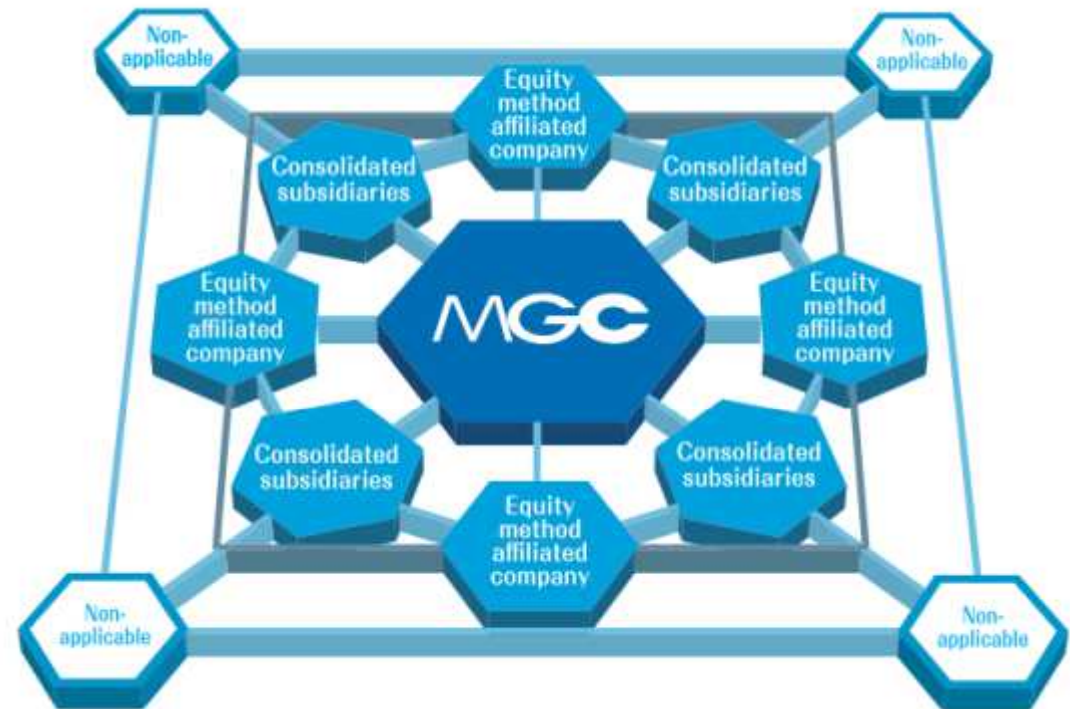 Non-
applicable
Non-
applicable
Equity
method
affiliated
company
Consolidated
subsidiaries
Consolidated
subsidiaries
Equity
method
affiliated
company
MGC
Equity
method
affiliated
company
Consolidated
subsidiaries
Consolidated
subsidiaries
Equity
method
affiliated
company
Non-
applicable
Non-
applicable